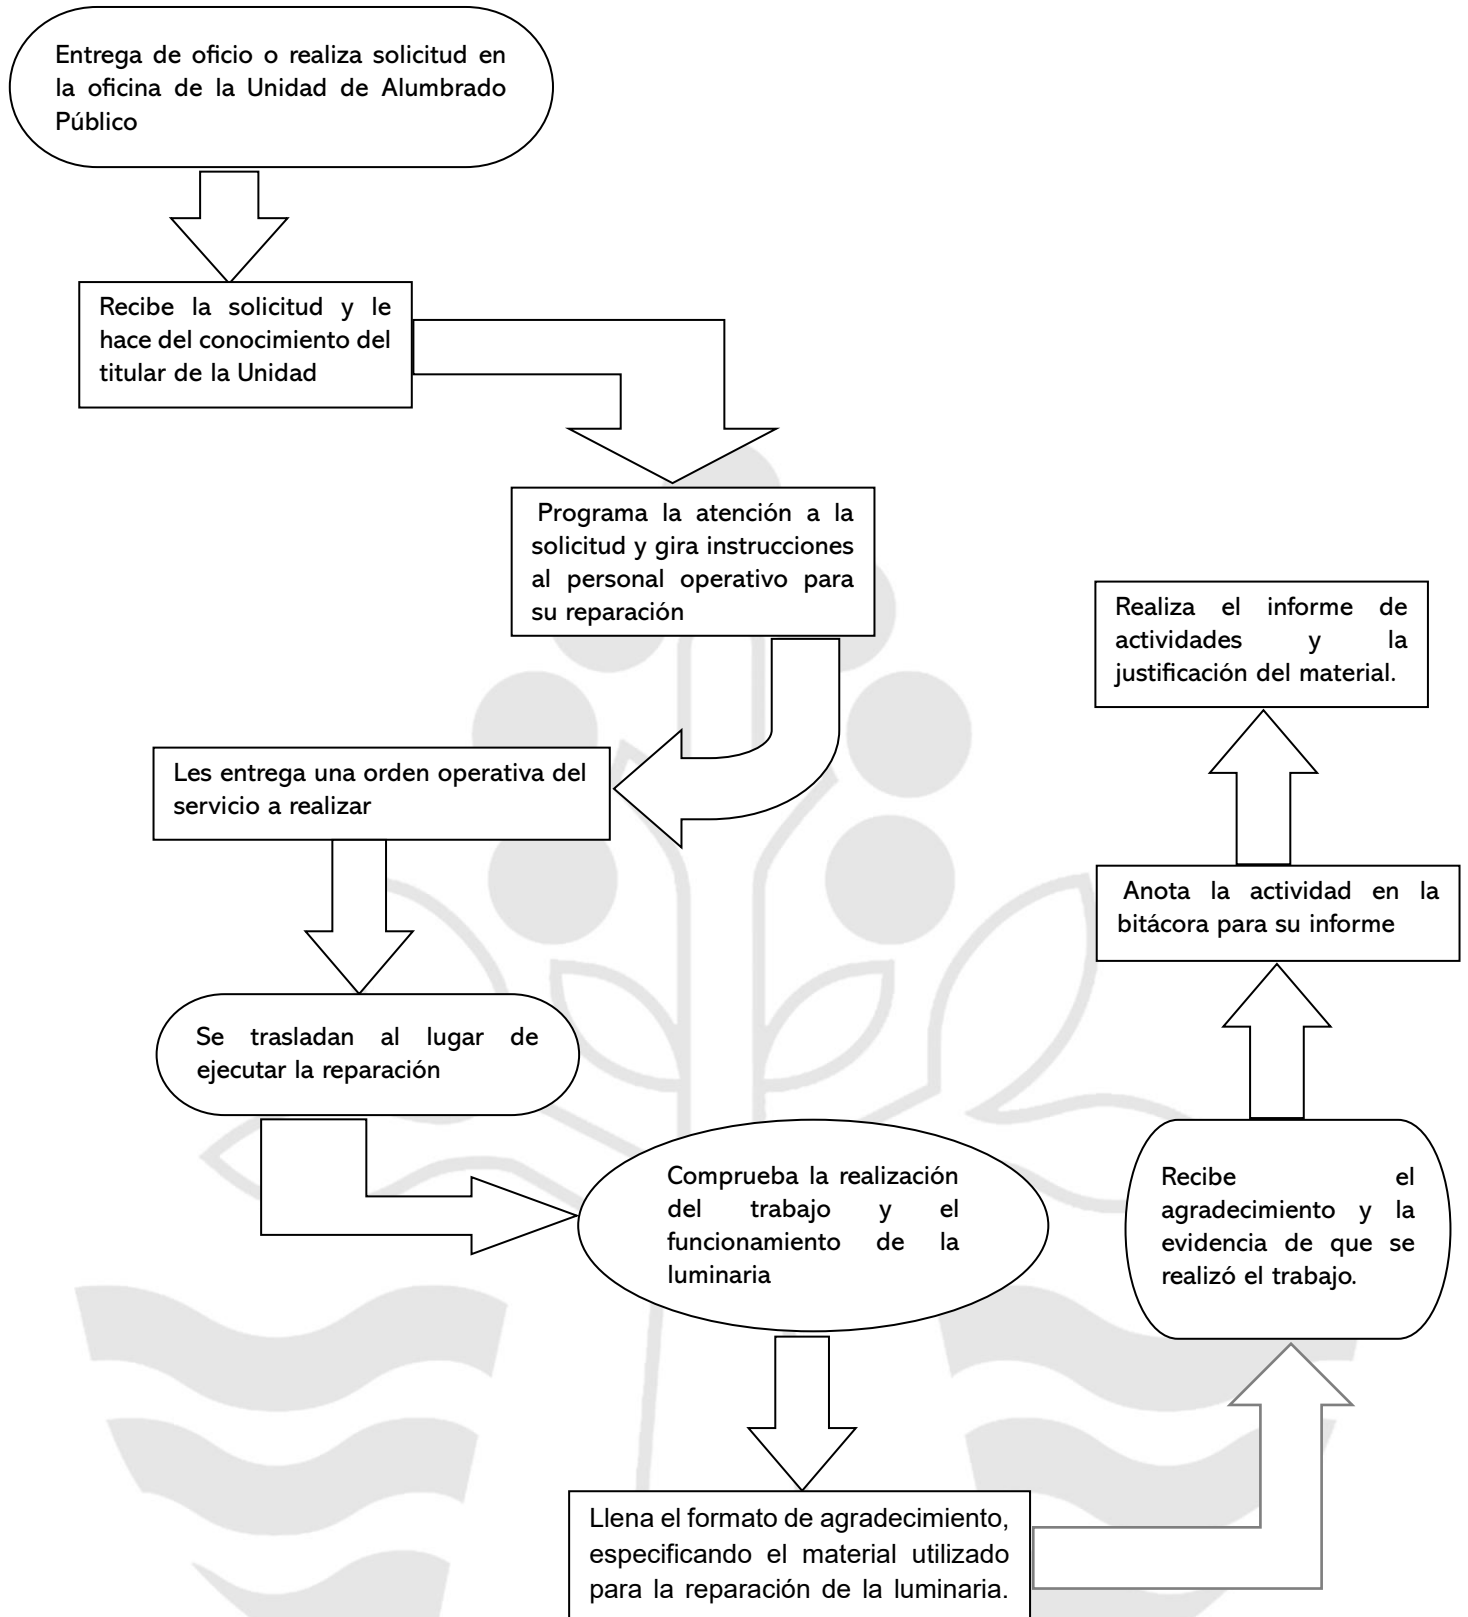 Entrega de oficio o realiza solicitud en
la oficina de la Unidad de Alumbrado
Público
Recibe la solicitud y le
hace del conocimiento del
titular de la Unidad
Programa la atención a la
solicitud y gira instrucciones
al personal operativo para
su reparación
Les entrega una orden operativa del
servicio a realizar
Se trasladan al lugar de
ejecutar la reparación
Comprueba la realización
del trabajo y el
funcionamiento de la
luminaria
Llena el formato de agradecimiento,
especificando el material utilizado
para la reparación de la luminaria.
Recibe el
agradecimiento y la
evidencia de que se
realizó el trabajo.
Anota la actividad en la
bitácora para su informe
Realiza el informe de
actividades y la
justificación del material.